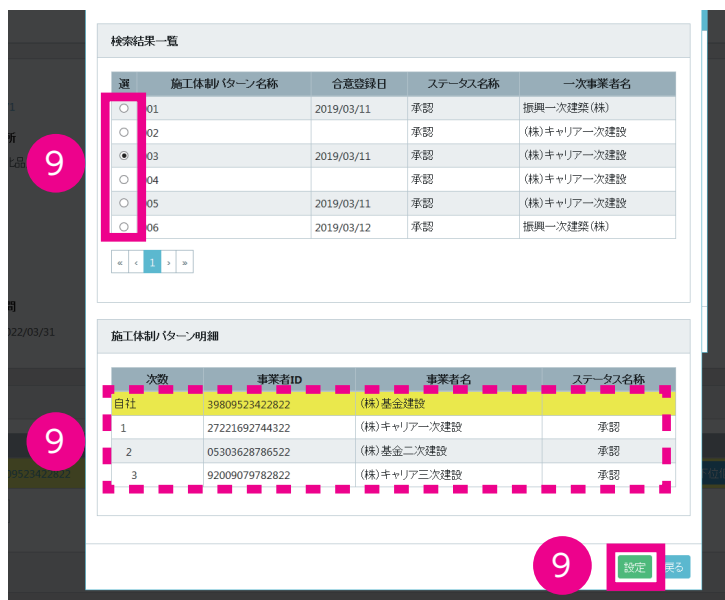 検索結果一覧
選 施工体制パターン名称 合意登録日 ステータス名称 一次事業者名
01 2019/03/11 承認 振興一次建築(株)
02 承認 (株)キャリア一次建設
03 2019/03/11 承認 (株)キャリア一次建設
04 承認 (株)キャリア一次建設
05 2019/03/11 承認 (株)キャリア一次建設
06 2019/03/12 承認 振興一次建築(株)
9
« ‹ 1 › »
022/03/31
施工体制パターン明細
次数 事業者ID 事業者名 ステータス名称
自社 39809523422822 (株)基金建設
1 27221692744322 (株)キャリア一次建設 承認
2 05303628786522 (株)基金二次建設 承認
3 92009079782822 (株)キャリア三次建設 承認
9
09523422822
9
設定 戻る